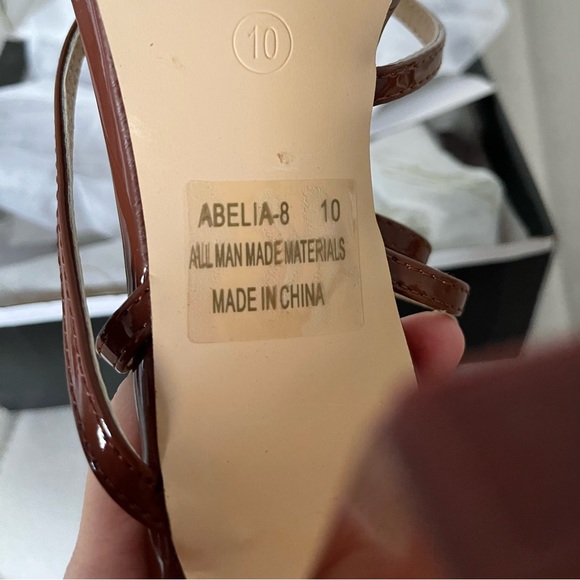 10
ABELIA-8 10
ALL MAN MADE MATERIALS
MADE IN CHINA